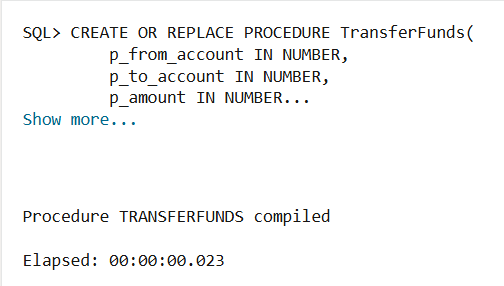 SQL> CREATE OR REPLACE PROCEDURE TransferFunds(
        p_from_account IN NUMBER,
        p_to_account IN NUMBER,
        p_amount IN NUMBER...
Show more...
Procedure TRANSFERFUNDS compiled
Elapsed: 00:00:00.023